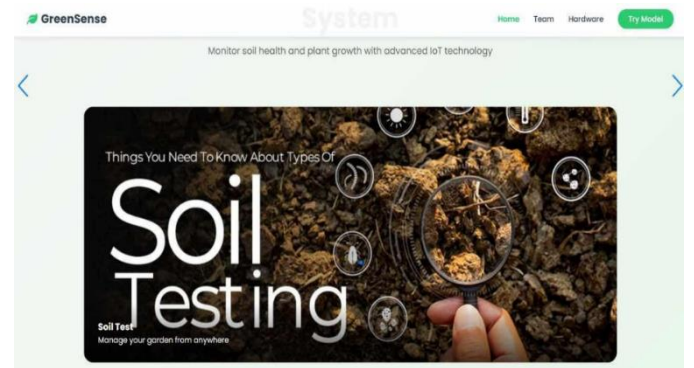 GreenSense
System
Home Team Hardware Try Model
Monitor soil health and plant growth with advanced IoT technology
Things You Need To Know About Types Of
Soil
Testing
Soil Test
Manage your garden from anywhere